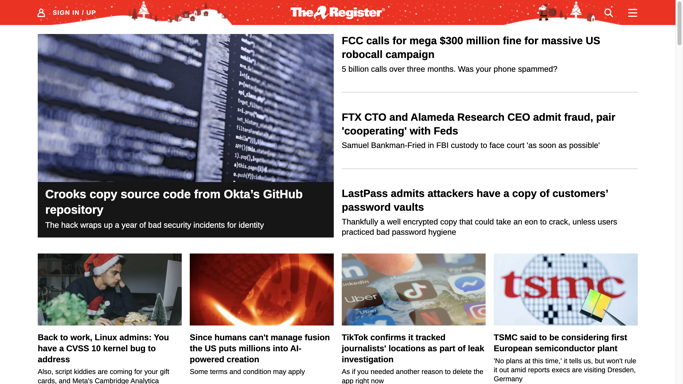 SIGN IN / UP
The A Register
FCC calls for mega $300 million fine for massive US
robocall campaign
5 billion calls over three months. Was your phone spammed?
FTX CTO and Alameda Research CEO admit fraud, pair
'cooperating' with Feds
Samuel Bankman-Fried in FBI custody to face court 'as soon as possible'
Crooks copy source code from Okta’s GitHub
repository
The hack wraps up a year of bad security incidents for identity
LastPass admits attackers have a copy of customers’
password vaults
Thankfully a well encrypted copy that could take an eon to crack, unless users
practiced bad password hygiene
LinkedIn
Uber
tsmc
Back to work, Linux admins: You
have a CVSS 10 kernel bug to
address
Also, script kiddies are coming for your gift
cards, and Meta's Cambridge Analytica
Since humans can't manage fusion
the US puts millions into AI-
powered creation
Some terms and condition may apply
TikTok confirms it tracked
journalists' locations as part of leak
investigation
As if you needed another reason to delete the
app right now
TSMC said to be considering first
European semiconductor plant
'No plans at this time,' it tells us, but won't rule
it out amid reports execs are visiting Dresden,
Germany